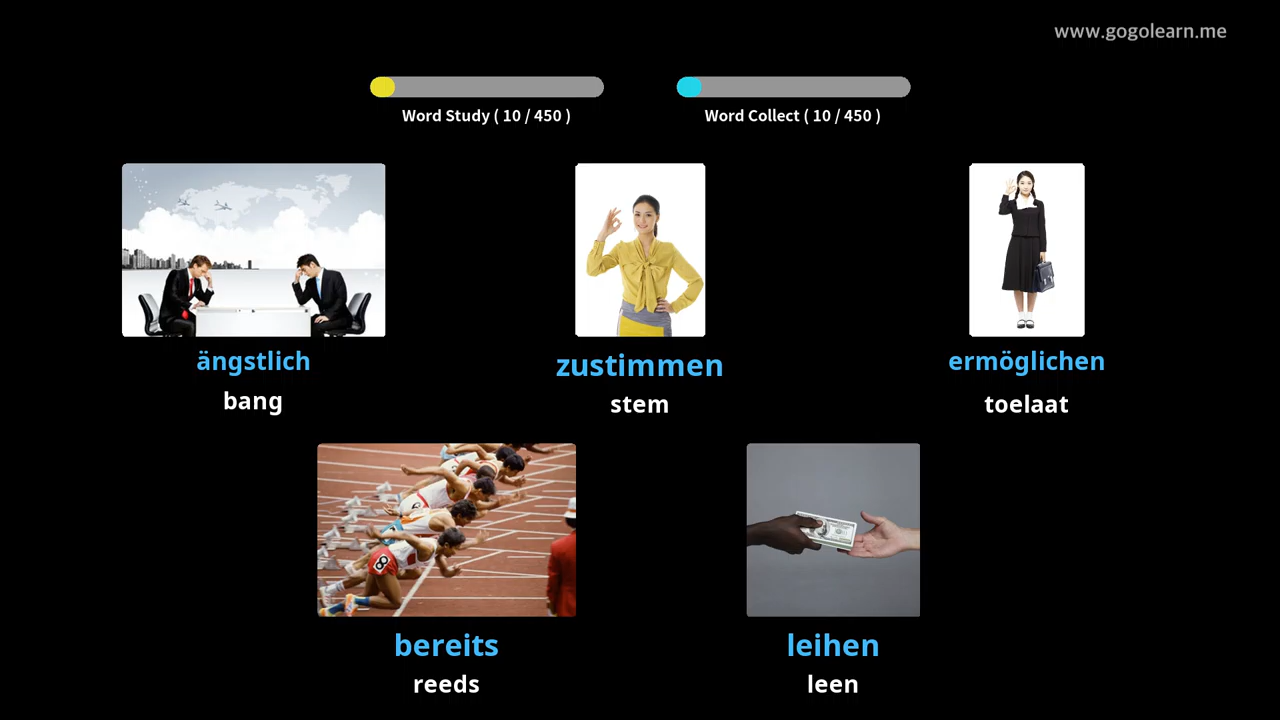 www.gogolearn.me
Word Study ( 10 / 450 )
Word Collect ( 10 / 450 )
ängstlich
bang
zustimmen
stem
ermöglichen
toelaat
8
bereits
reeds
leihen
leen